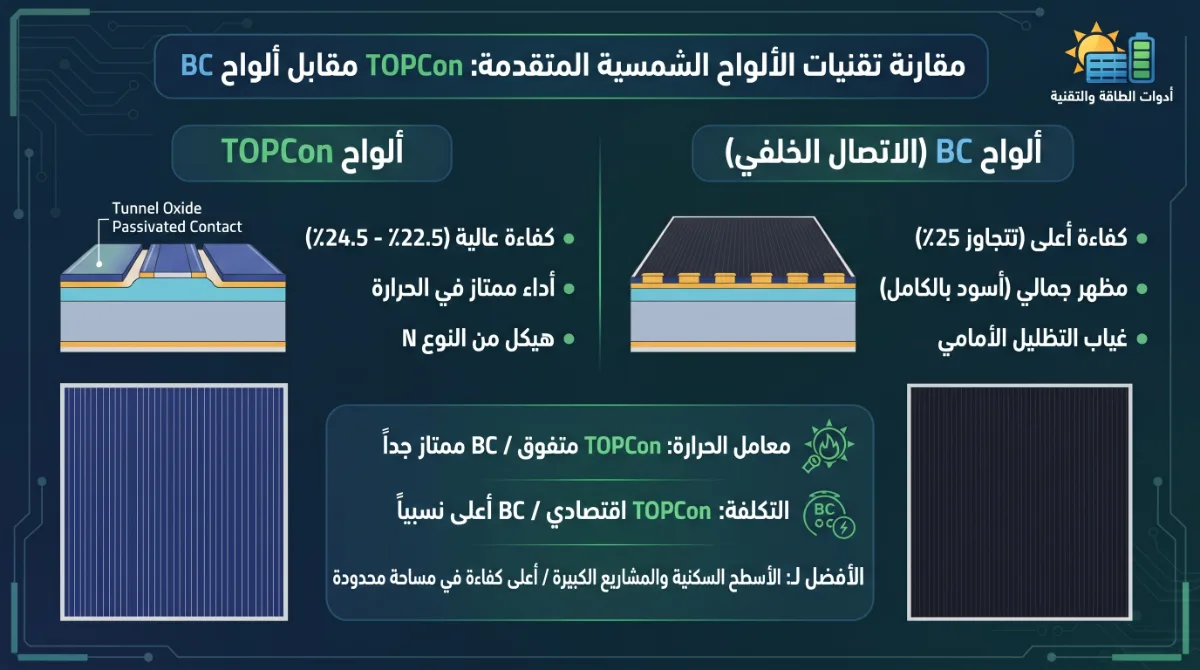 مقارنة تقنيات الألواح الشمسية المتقدمة: TOPCon مقابل ألواح BC
أدوات الطاقة والتقنية
ألواح BC (الاتصال الخلفي)
كفاءة أعلى (تتجاوز 25٪)
مظهر جمالي (أسود بالكامل)
غياب التظليل الأمامي
ألواح TOPCon
Tunnel Oxide
Passivated Contact
كفاءة عالية (22.5٪ - 24.5٪)
أداء ممتاز في الحرارة
هيكل من النوع N
معامل الحرارة: TOPCon متفوق / BC ممتاز جداً
التكلفة: TOPCon اقتصادي / BC أعلى نسبياً
BC
الأفضل لـ: الأسطح السكنية والمشاريع الكبيرة / أعلى كفاءة في مساحة محدودة